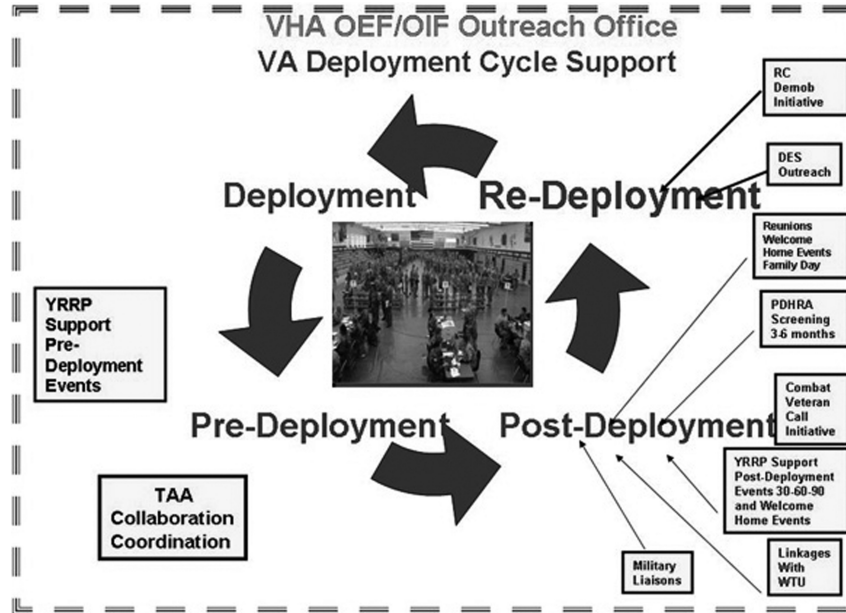 VHA OEF/OIF Outreach Office
VA Deployment Cycle Support
RC
Demob
Initiative
DES
Outreach
Deployment
Re-Deployment
Reunions
Welcome
Home Events
Family Day
YRRP
Support
Pre-
Deployment
Events
PDHRA
Screening
3-6 months
Combat
Veteran
Call
Initiative
Pre-Deployment
Post-Deployment
YRRP Support
Post-Deployment
Events 30-60-90
and Welcome
Home Events
TAA
Collaboration
Coordination
Military
Liaisons
Linkages
With
WTU